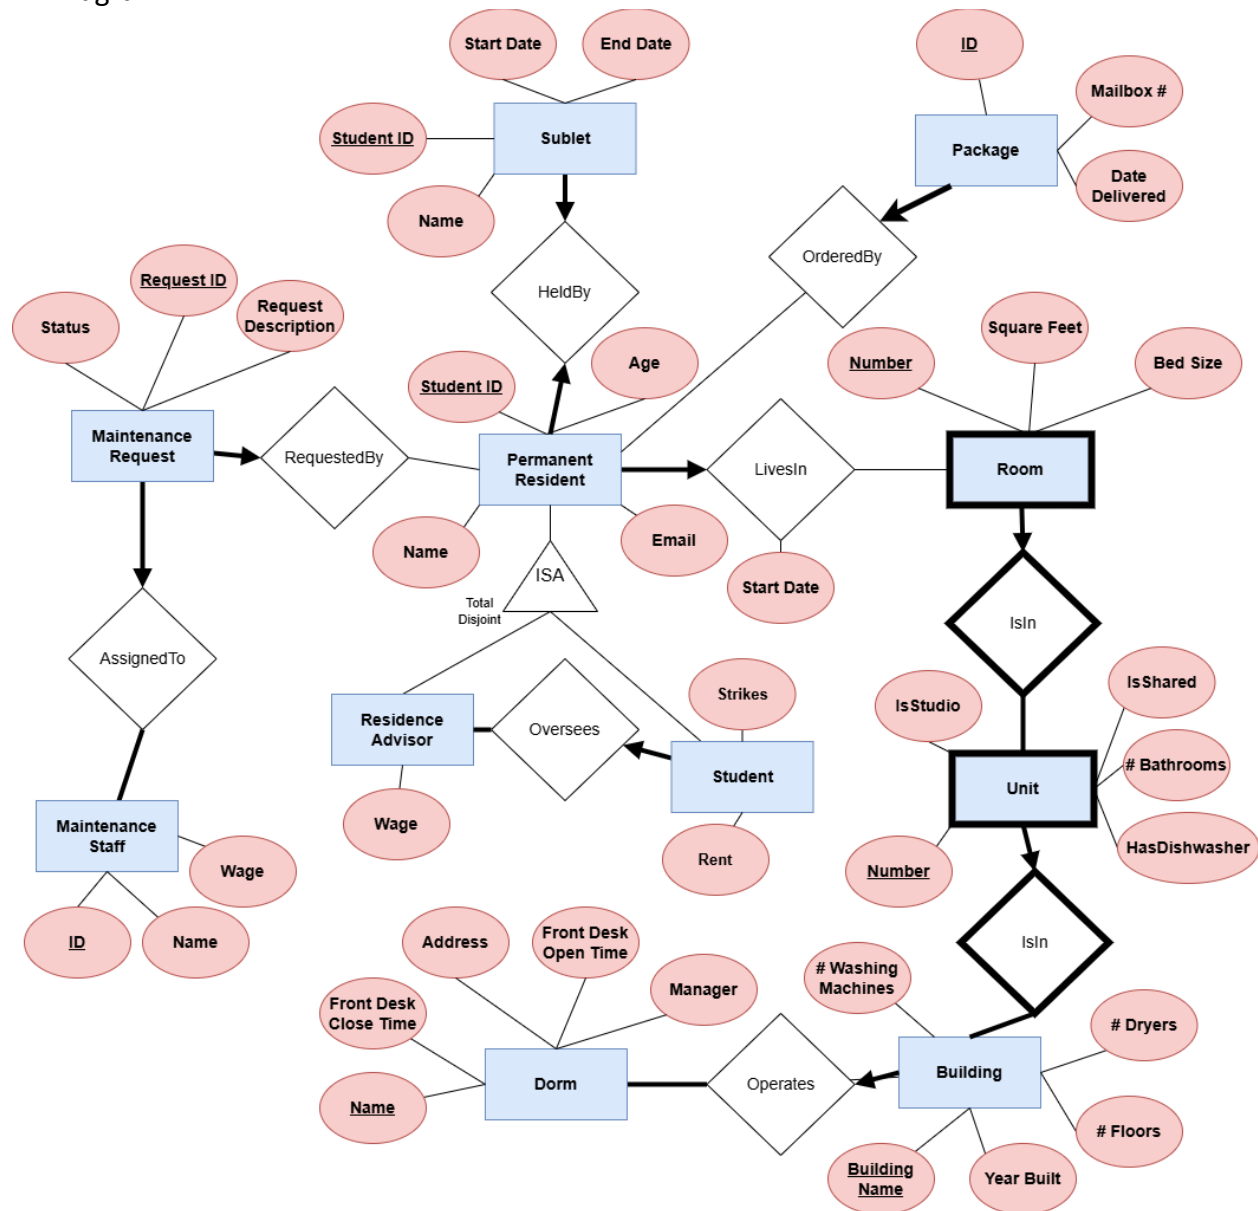 Start Date
End Date
ID
Mailbox #
Student ID
Sublet
Package
Date
Delivered
Name
OrderedBy
Request ID
HeldBy
Request
Description
Status
Square Feet
Age
Number
Bed Size
Student ID
Maintenance
Request
RequestedBy
Permanent
Resident
LivesIn
Room
Name
Email
ISA
Start Date
Total
Disjoint
IsIn
AssignedTo
IsShared
Strikes
IsStudio
Residence
Advisor
Oversees
# Bathrooms
Student
Unit
Maintenance
Staff
Wage
HasDishwasher
Wage
Rent
Number
ID
Name
Address
Front Desk
Open Time
IsIn
# Washing
Machines
Manager
Front Desk
Close Time
# Dryers
Dorm
Operates
Building
Name
# Floors
Building
Name
Year Built